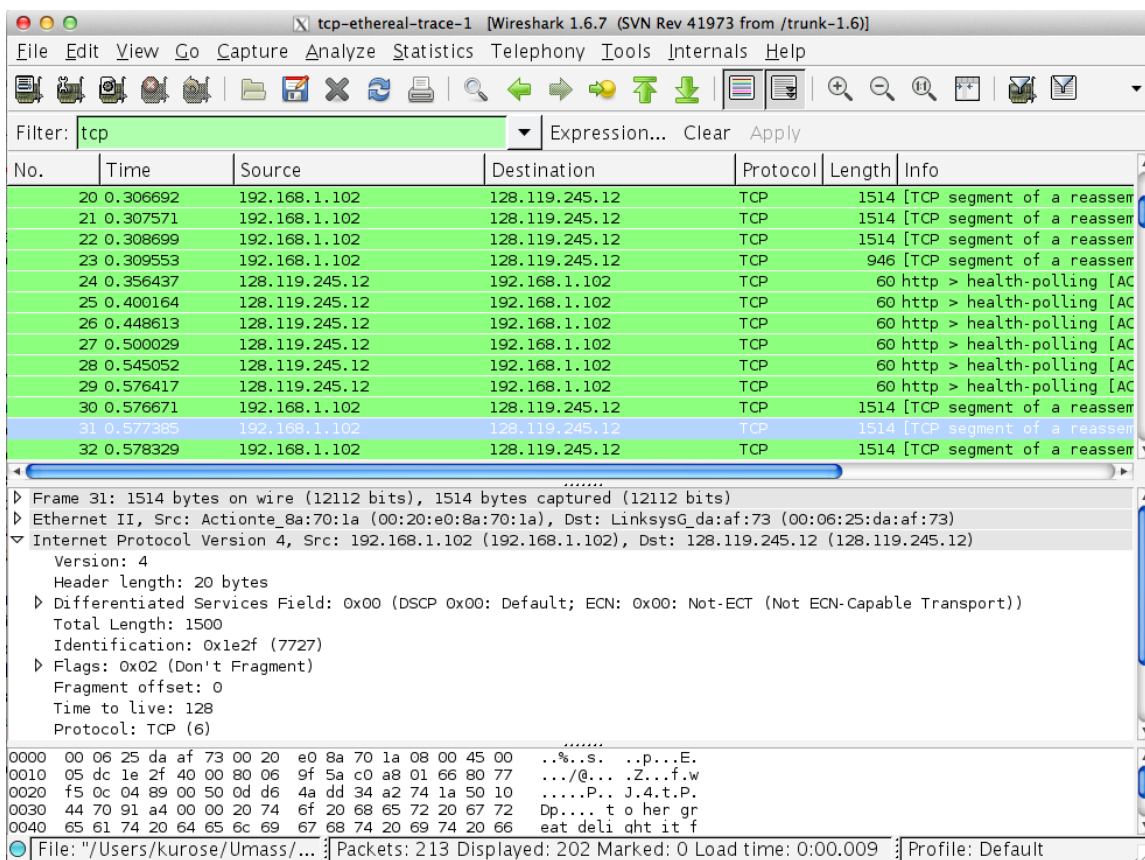 tcp-ethereal-trace-1 [Wireshark 1.6.7 (SVN Rev 41973 from /trunk-1.6)]
File Edit View Go Capture Analyze Statistics Telephony Tools Internals Help
Filter: tcp Expression... Clear Apply
No. Time Source Destination Protocol Length Info
20 0.306692 192.168.1.102 128.119.245.12 TCP 1514 [TCP segment of a reassem
21 0.307571 192.168.1.102 128.119.245.12 TCP 1514 [TCP segment of a reassem
22 0.308699 192.168.1.102 128.119.245.12 TCP 1514 [TCP segment of a reassem
23 0.309553 192.168.1.102 128.119.245.12 TCP 946 [TCP segment of a reassem
24 0.356437 128.119.245.12 192.168.1.102 TCP 60 http > health-polling [AC
25 0.400164 128.119.245.12 192.168.1.102 TCP 60 http > health-polling [AC
26 0.448613 128.119.245.12 192.168.1.102 TCP 60 http > health-polling [AC
27 0.500029 128.119.245.12 192.168.1.102 TCP 60 http > health-polling [AC
28 0.545052 128.119.245.12 192.168.1.102 TCP 60 http > health-polling [AC
29 0.576417 128.119.245.12 192.168.1.102 TCP 60 http > health-polling [AC
30 0.576671 192.168.1.102 128.119.245.12 TCP 1514 [TCP segment of a reassem
31 0.577385 192.168.1.102 128.119.245.12 TCP 1514 [TCP segment of a reassem
32 0.578329 192.168.1.102 128.119.245.12 TCP 1514 [TCP segment of a reassem
Frame 31: 1514 bytes on wire (12112 bits), 1514 bytes captured (12112 bits)
Ethernet II, Src: Actionte_8a:70:1a (00:20:e0:8a:70:1a), Dst: LinksysG_da:af:73 (00:06:25:da:af:73)
Internet Protocol Version 4, Src: 192.168.1.102 (192.168.1.102), Dst: 128.119.245.12 (128.119.245.12)
Version: 4
Header length: 20 bytes
Differentiated Services Field: 0x00 (DSCP 0x00: Default; ECN: 0x00: Not-ECT (Not ECN-Capable Transport))
Total Length: 1500
Identification: 0x1e2f (7727)
Flags: 0x02 (Don't Fragment)
Fragment offset: 0
Time to live: 128
Protocol: TCP (6)
0000 00 06 25 da af 73 00 20 e0 8a 70 1a 08 00 45 00 ..%..s. ..p...E.
0010 05 dc 1e 2f 40 00 80 06 9f 5a c0 a8 01 66 80 77 .../@... .Z...f.w
0020 f5 0c 04 89 00 50 0d d6 4a dd 34 a2 74 1a 50 10 .....P.. J.4.t.P.
0030 44 70 91 a4 00 00 20 74 6f 20 68 65 72 20 67 72 Dp.... t o her gr
0040 65 61 74 20 64 65 6c 69 67 68 74 20 69 74 20 66 eat deli ght it f
File: "/Users/kurose/Umass/... Packets: 213 Displayed: 202 Marked: 0 Load time: 0:00.009 Profile: Default